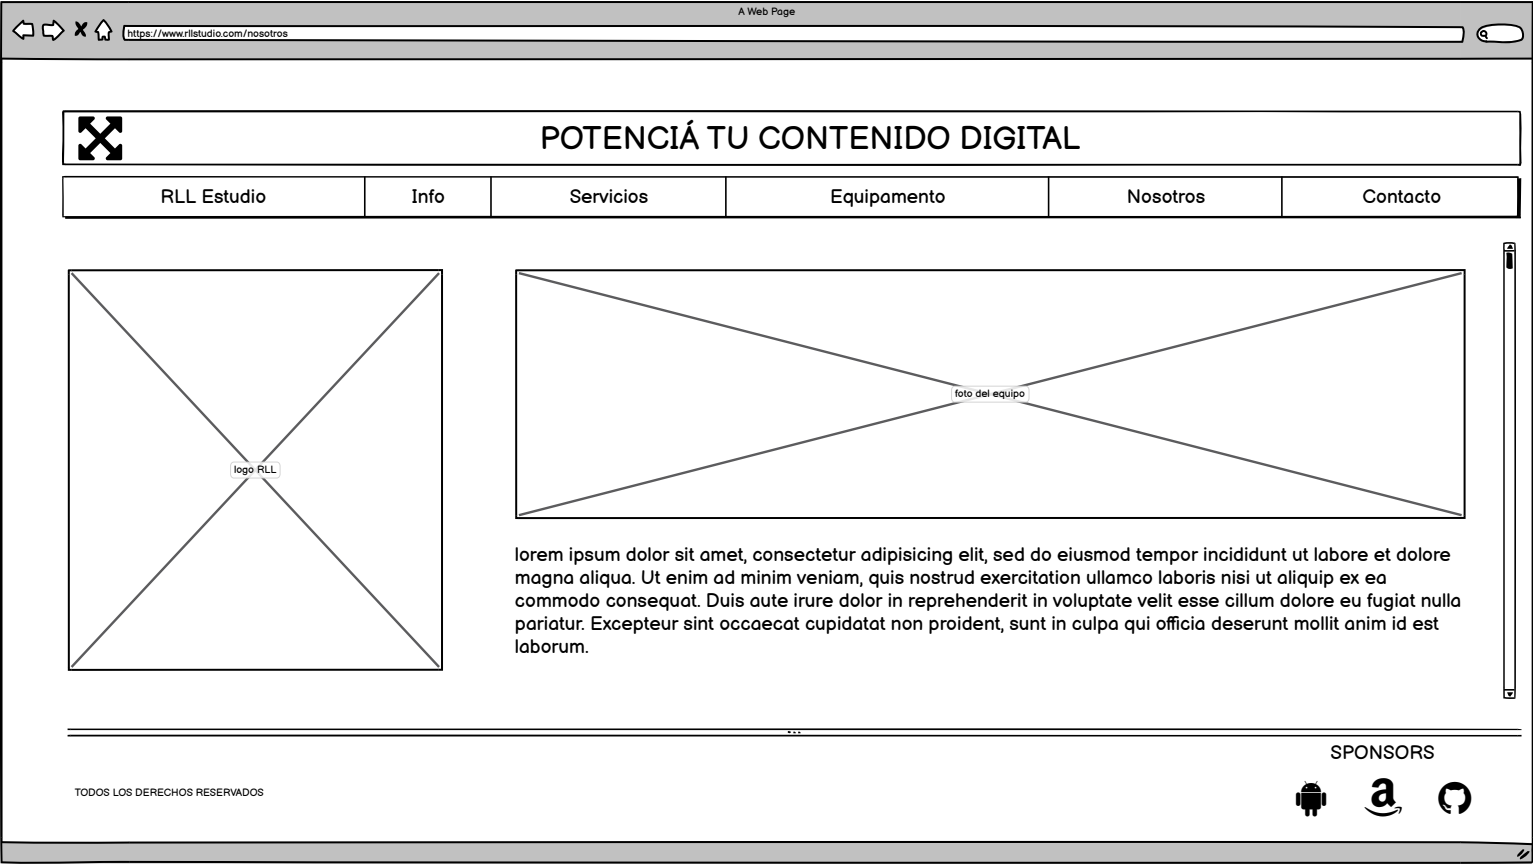 A Web Page
https://www.rllstudio.com/nosotros
POTENCIÁ TU CONTENIDO DIGITAL
RLL Estudio
Info
Servicios
Equipamento
Nosotros
Contacto
logo RLL
foto del equipo
lorem ipsum dolor sit amet, consectetur adipisicing elit, sed do eiusmod tempor incididunt ut labore et dolore
magna aliqua. Ut enim ad minim veniam, quis nostrud exercitation ullamco laboris nisi ut aliquip ex ea
commodo consequat. Duis aute irure dolor in reprehenderit in voluptate velit esse cillum dolore eu fugiat nulla
pariatur. Excepteur sint occaecat cupidatat non proident, sunt in culpa qui officia deserunt mollit anim id est
laborum.
SPONSORS
TODOS LOS DERECHOS RESERVADOS